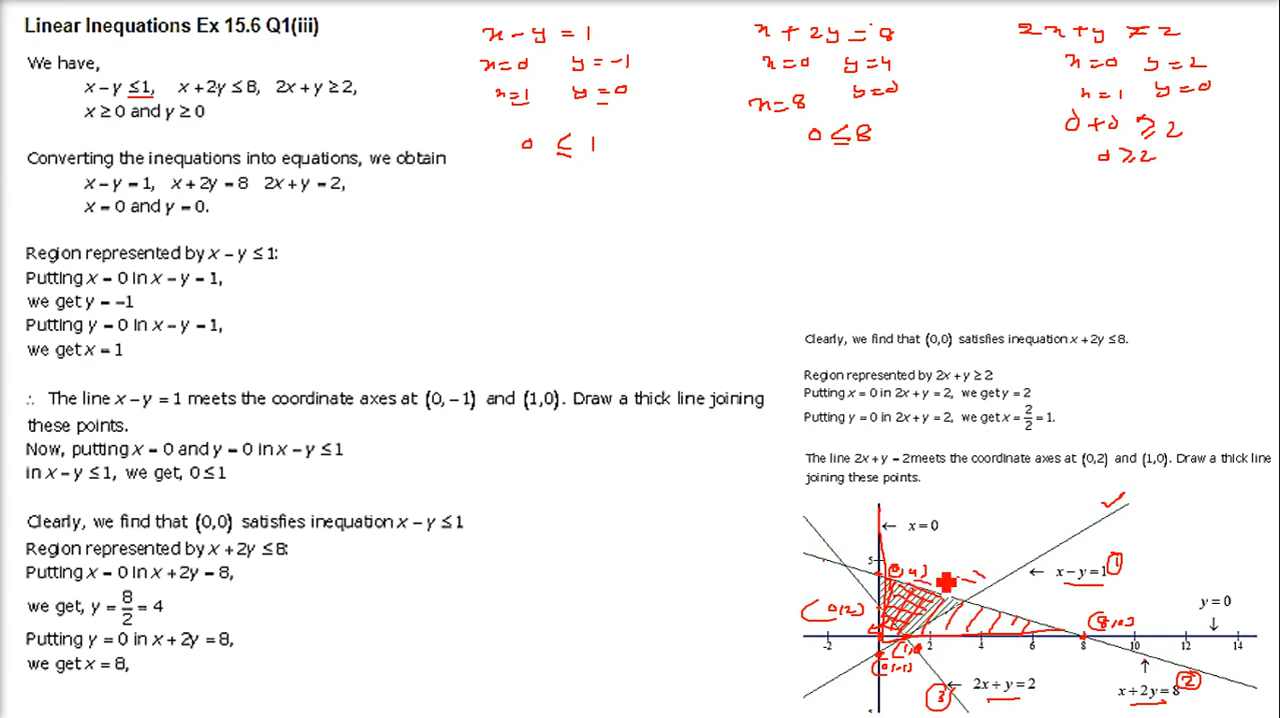 Linear Inequations Ex 15.6 Q1(iii)
We have,
x − y ≤ 1, x + 2y ≤ 8, 2x + y ≥ 2,
x ≥ 0 and y ≥ 0
Converting the inequations into equations, we obtain
x − y = 1, x + 2y = 8 2x + y = 2,
x = 0 and y = 0.
Region represented by x − y ≤ 1:
Putting x = 0 in x − y = 1,
we get y = −1
Putting y = 0 in x − y = 1,
we get x = 1
∴ The line x − y = 1 meets the coordinate axes at (0, −1) and (1,0). Draw a thick line joining
these points.
Now, putting x = 0 and y = 0 in x − y ≤ 1
in x − y ≤ 1, we get, 0 ≤ 1
Clearly, we find that (0,0) satisfies inequation x − y ≤ 1
Region represented by x + 2y ≤ 8:
Putting x = 0 in x + 2y = 8,
we get, y = 8/2 = 4
Putting y = 0 in x + 2y = 8,
we get x = 8,
x − y = 1
x = 0 y = −1
x = 1 y = 0
0 ≤ 1
x + 2y = 8
x = 0 y = 4
x = 8 y = 0
0 ≤ 8
2x + y = 2
x = 0 y = 2
x = 1 y = 0
0 + 0 ≥ 2
0 ≥ 2
Clearly, we find that (0,0) satisfies inequation x + 2y ≤ 8.
Region represented by 2x + y ≥ 2
Putting x = 0 in 2x + y = 2, we get y = 2
Putting y = 0 in 2x + y = 2, we get x = 2/2 = 1.
The line 2x + y = 2 meets the coordinate axes at (0,2) and (1,0). Draw a thick line
joining these points.
← x = 0
5
(0,4)
← x − y = 1 1
y = 0
↓
(0,2)
(8,0)
-2 2 4 6 8 10 12 14
(1,0
(0,-1)
3 ← 2x + y = 2
↑
x + 2y = 8 2